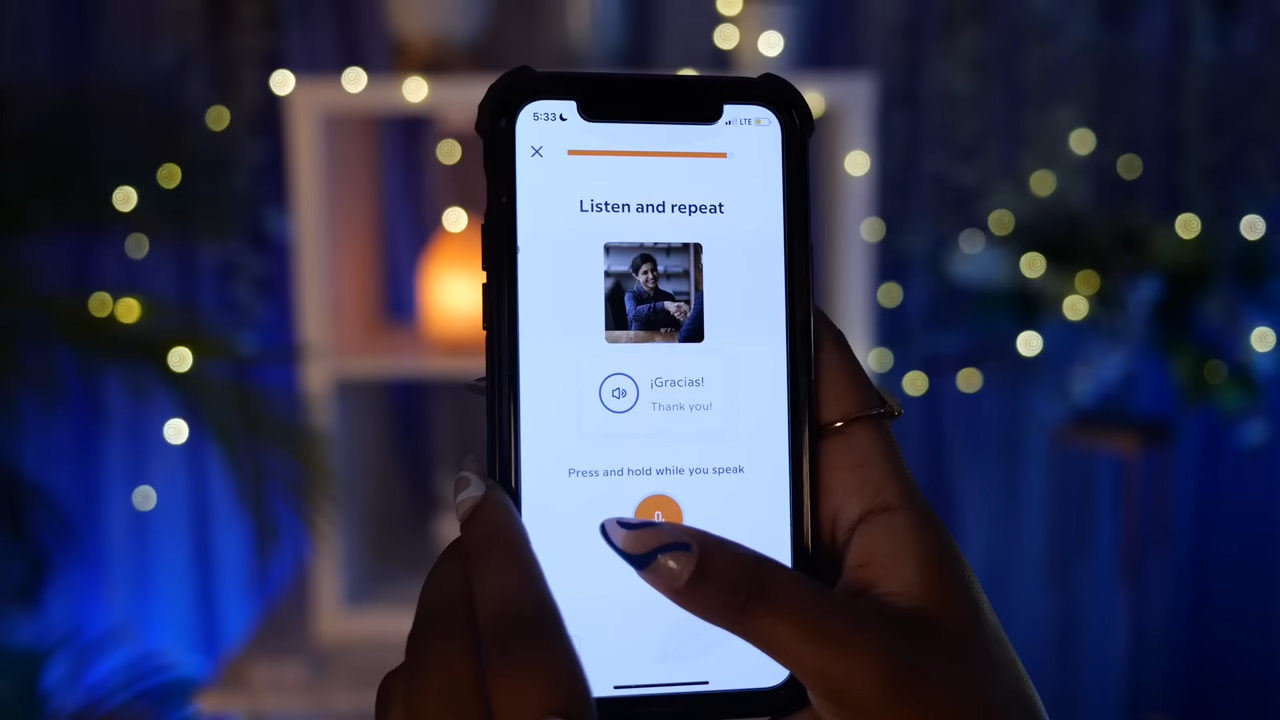 5:33
LTE
Listen and repeat
¡Gracias!
Thank you!
Press and hold while you speak